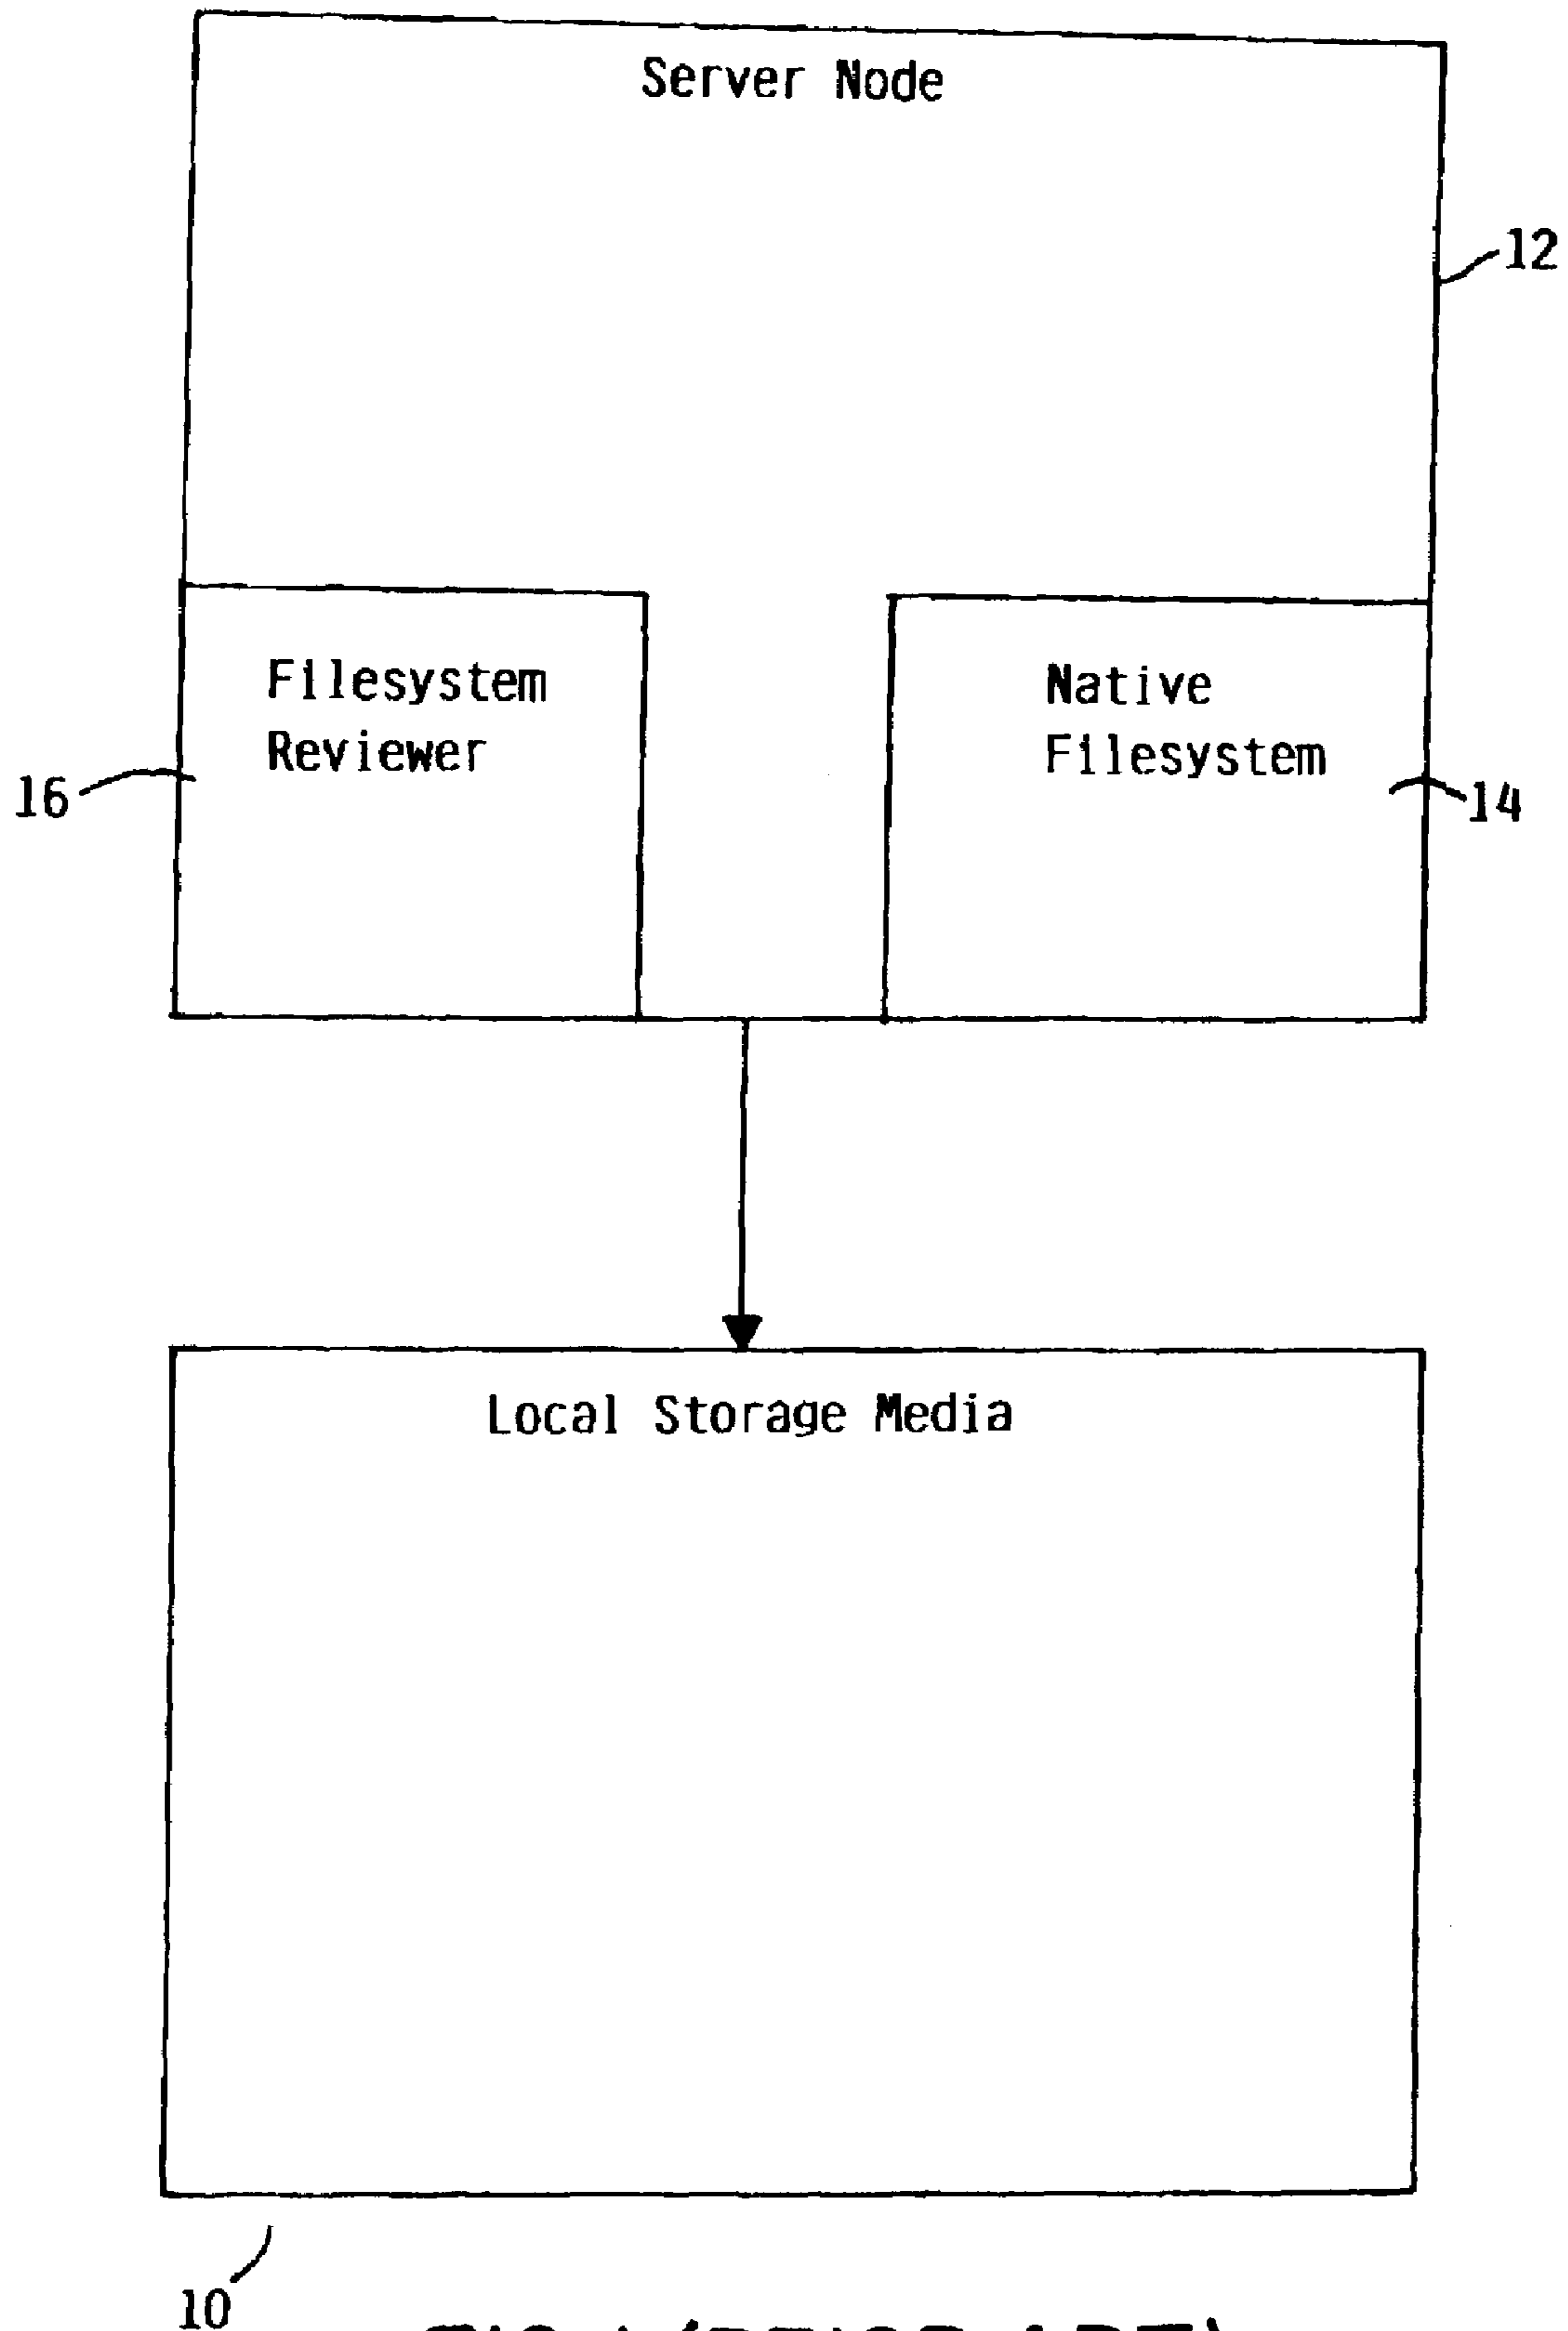 Server Node
12
Filesystem
Reviewer
Native
Filesystem
16
14
Local Storage Media
10